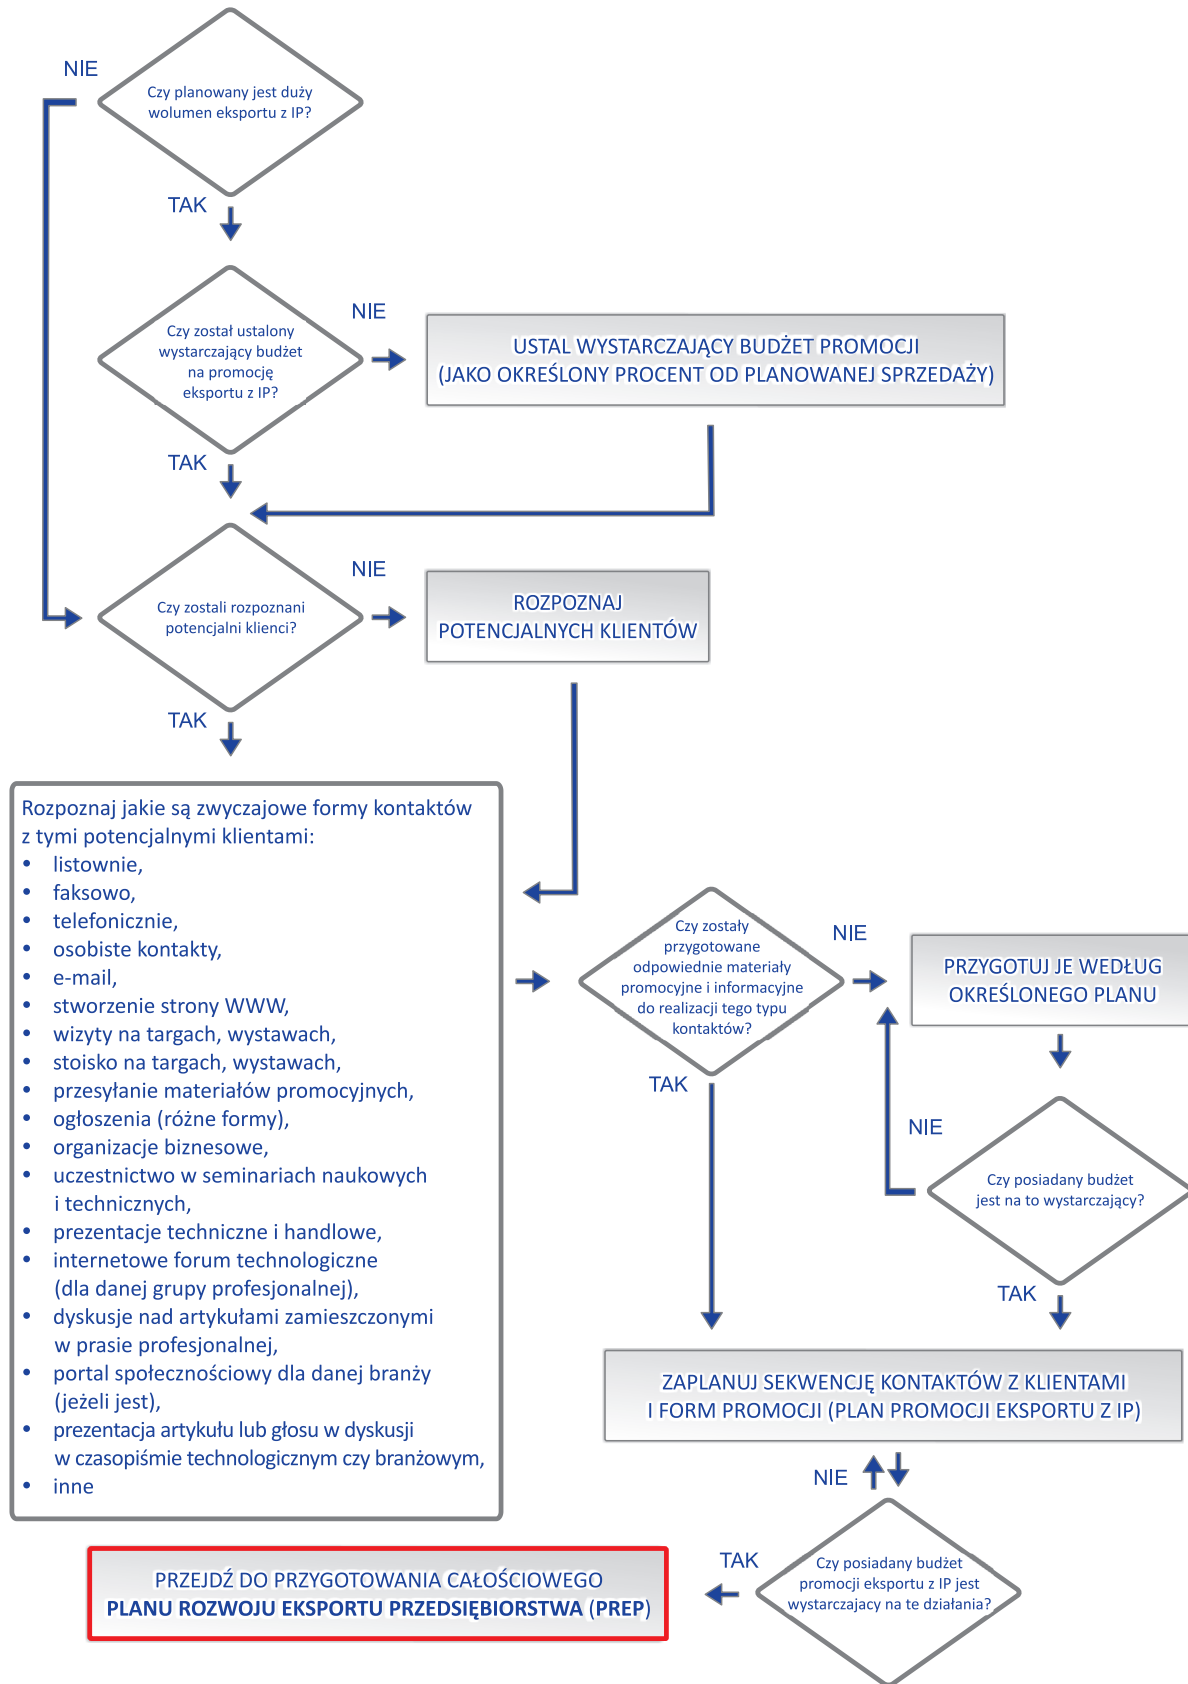 NIE
Czy planowany jest duży
wolumen eksportu z IP?
TAK
Czy został ustalony
wystarczający budżet
na promocję
eksportu z IP?
NIE
USTAL WYSTARCZAJĄCY BUDŻET PROMOCJI
(JAKO OKREŚLONY PROCENT OD PLANOWANEJ SPRZEDAŻY)
TAK
Czy zostali rozpoznani
potencjalni klienci?
NIE
ROZPOZNAJ
POTENCJALNYCH KLIENTÓW
TAK
Rozpoznaj jakie są zwyczajowe formy kontaktów
z tymi potencjalnymi klientami:
• listownie,
• faksowo,
• telefonicznie,
• osobiste kontakty,
• e-mail,
• stworzenie strony WWW,
• wizyty na targach, wystawach,
• stoisko na targach, wystawach,
• przesyłanie materiałów promocyjnych,
• ogłoszenia (różne formy),
• organizacje biznesowe,
• uczestnictwo w seminariach naukowych
i technicznych,
• prezentacje techniczne i handlowe,
• internetowe forum technologiczne
(dla danej grupy profesjonalnej),
• dyskusje nad artykułami zamieszczonymi
w prasie profesjonalnej,
• portal społecznościowy dla danej branży
(jeżeli jest),
• prezentacja artykułu lub głosu w dyskusji
w czasopiśmie technologicznym czy branżowym,
• inne
Czy zostały
przygotowane
odpowiednie materiały
promocyjne i informacyjne
do realizacji tego typu
kontaktów?
NIE
PRZYGOTUJ JE WEDŁUG
OKREŚLONEGO PLANU
TAK
NIE
Czy posiadany budżet
jest na to wystarczający?
TAK
ZAPLANUJ SEKWENCJĘ KONTAKTÓW Z KLIENTAMI
I FORM PROMOCJI (PLAN PROMOCJI EKSPORTU Z IP)
NIE
Czy posiadany budżet
promocji eksportu z IP jest
wystarczajacy na te działania?
TAK
PRZEJDŹ DO PRZYGOTOWANIA CAŁOŚCIOWEGO
PLANU ROZWOJU EKSPORTU PRZEDSIĘBIORSTWA (PREP)